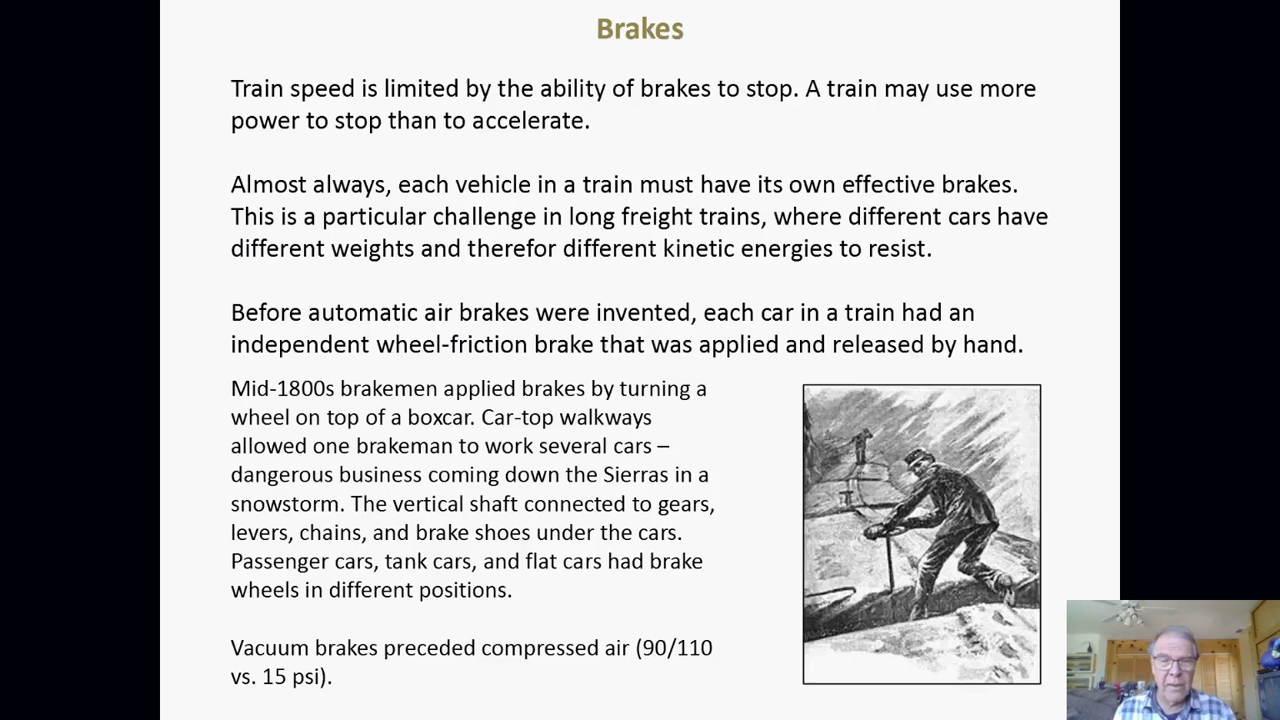 Brakes
Train speed is limited by the ability of brakes to stop. A train may use more
power to stop than to accelerate.
Almost always, each vehicle in a train must have its own effective brakes.
This is a particular challenge in long freight trains, where different cars have
different weights and therefor different kinetic energies to resist.
Before automatic air brakes were invented, each car in a train had an
independent wheel-friction brake that was applied and released by hand.
Mid-1800s brakemen applied brakes by turning a
wheel on top of a boxcar. Car-top walkways
allowed one brakeman to work several cars –
dangerous business coming down the Sierras in a
snowstorm. The vertical shaft connected to gears,
levers, chains, and brake shoes under the cars.
Passenger cars, tank cars, and flat cars had brake
wheels in different positions.
Vacuum brakes preceded compressed air (90/110
vs. 15 psi).